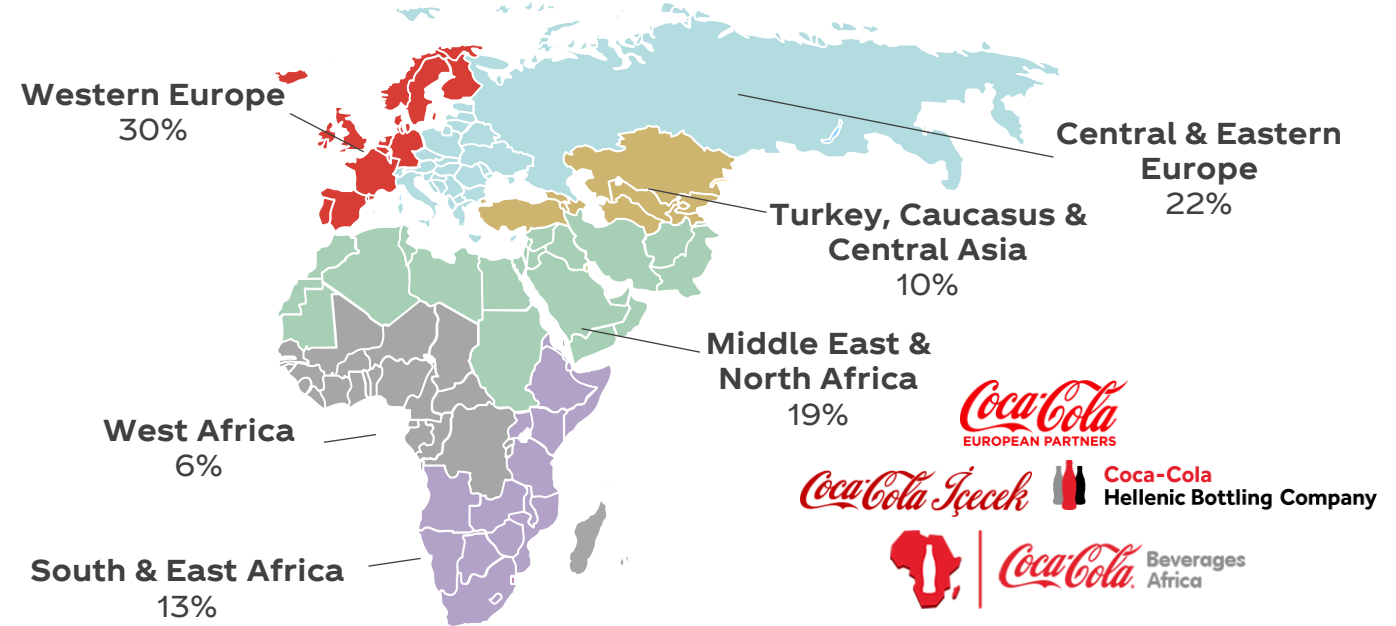 Western Europe
30%
Central & Eastern
Europe
22%
Turkey, Caucasus &
Central Asia
10%
Middle East &
North Africa
19%
West Africa
6%
South & East Africa
13%
Coca-Cola
EUROPEAN PARTNERS
Coca-Cola İçecek
Coca-Cola
Hellenic Bottling Company
Coca-Cola
Beverages
Africa